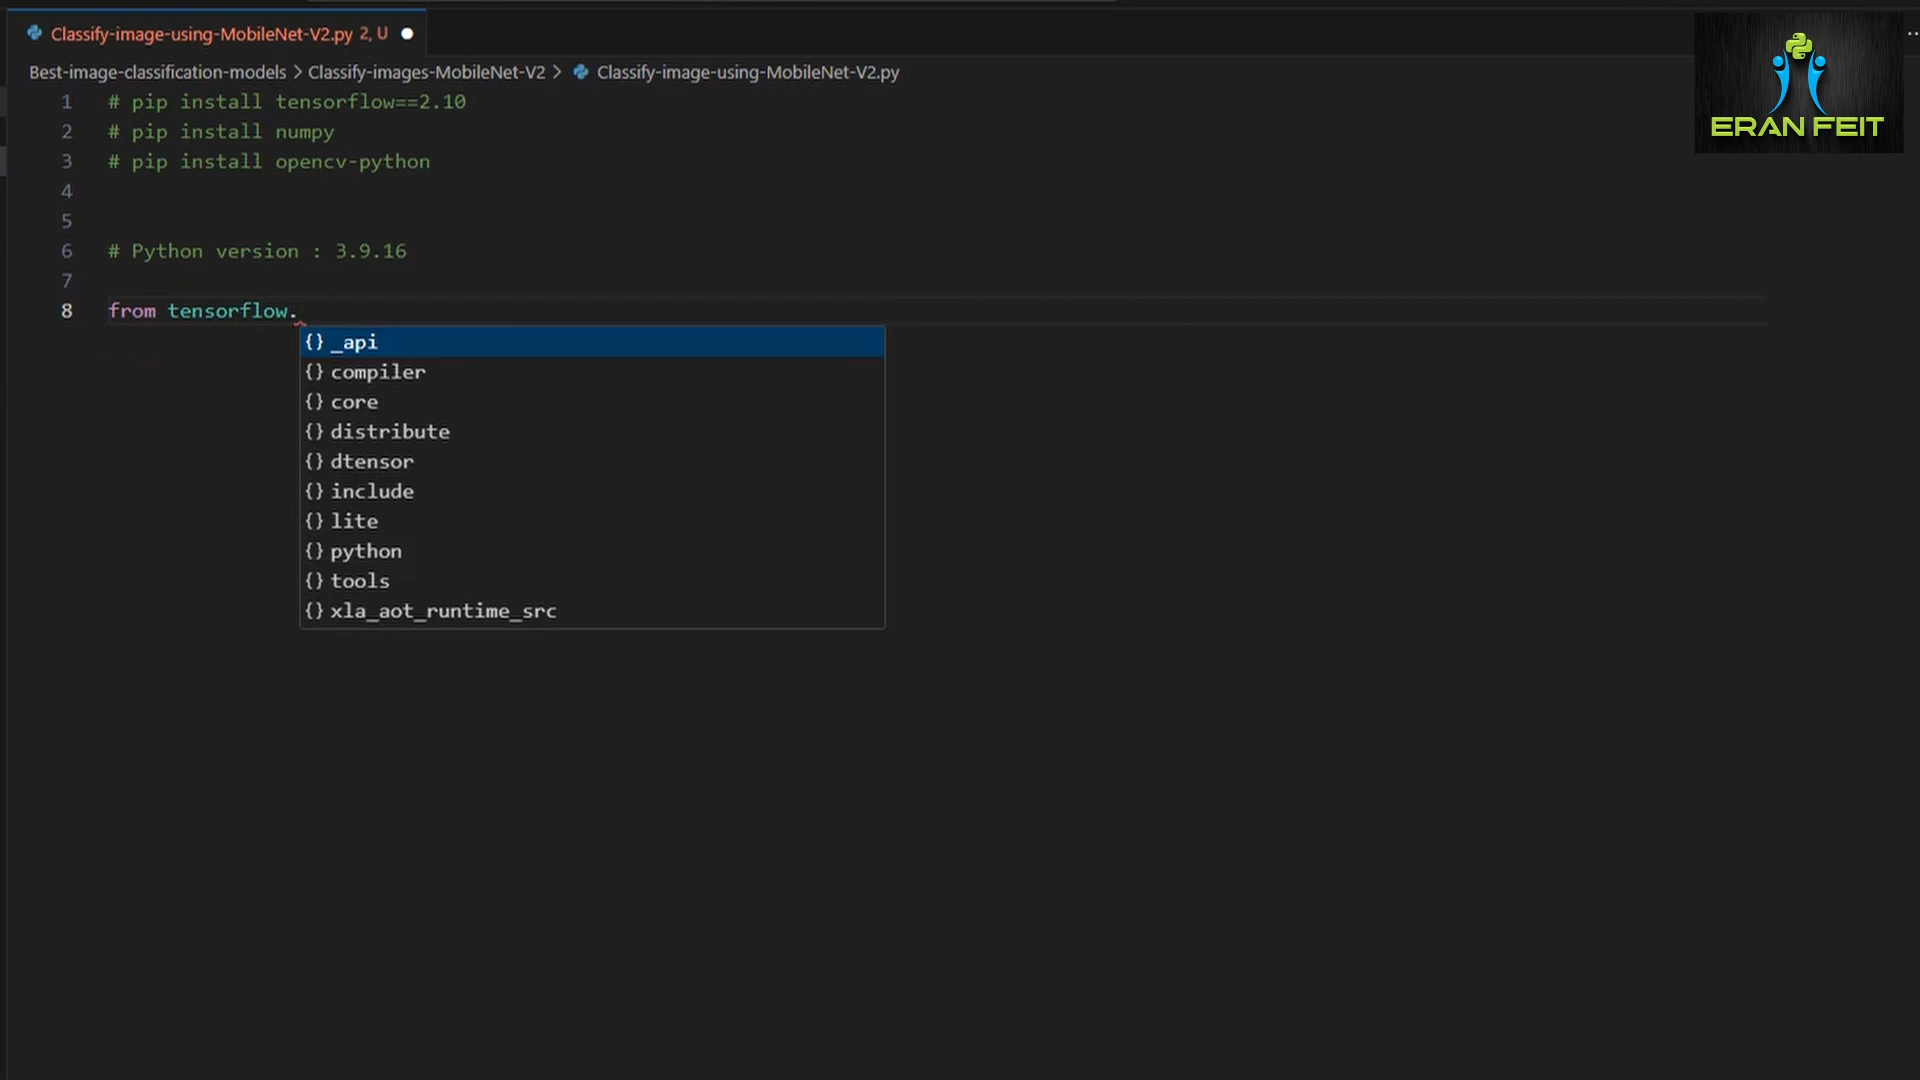 Classify-image-using-MobileNet-V2.py 2, U
Best-image-classification-models > Classify-images-MobileNet-V2 > Classify-image-using-MobileNet-V2.py
ERAN FEIT
1 # pip install tensorflow==2.10
2 # pip install numpy
3 # pip install opencv-python
4
5
6 # Python version : 3.9.16
7
8 from tensorflow.
{} _api
{} compiler
{} core
{} distribute
{} dtensor
{} include
{} lite
{} python
{} tools
{} xla_aot_runtime_src